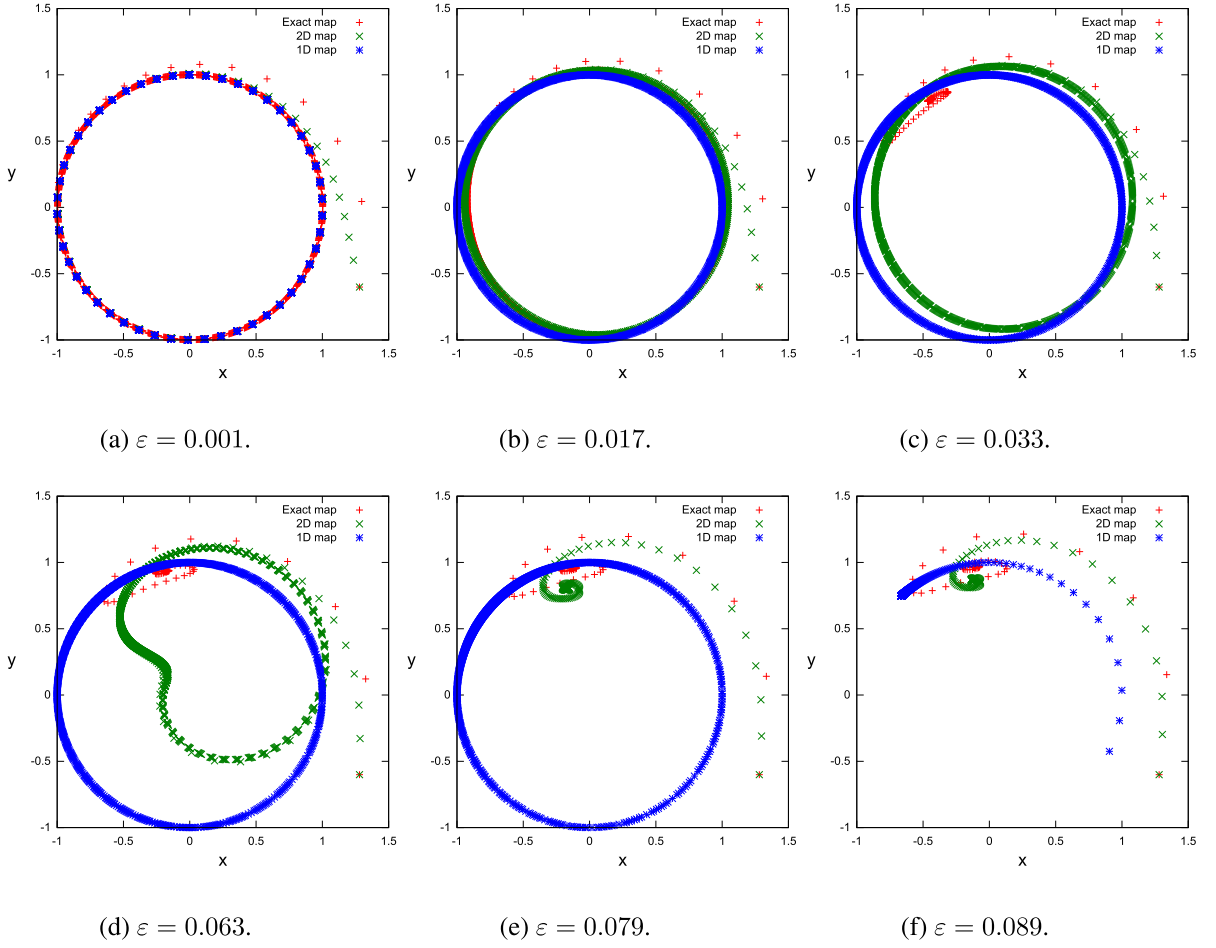 1.5
1
0.5
0
-0.5
-1
-1 -0.5 0 0.5 1 1.5
y
x
Exact map
2D map
1D map
(a) ε = 0.001.
1.5
1
0.5
0
-0.5
-1
-1 -0.5 0 0.5 1 1.5
y
x
Exact map
2D map
1D map
(b) ε = 0.017.
1.5
1
0.5
0
-0.5
-1
-1 -0.5 0 0.5 1 1.5
y
x
Exact map
2D map
1D map
(c) ε = 0.033.
1.5
1
0.5
0
-0.5
-1
-1 -0.5 0 0.5 1 1.5
y
x
Exact map
2D map
1D map
(d) ε = 0.063.
1.5
1
0.5
0
-0.5
-1
-1 -0.5 0 0.5 1 1.5
y
x
Exact map
2D map
1D map
(e) ε = 0.079.
1.5
1
0.5
0
-0.5
-1
-1 -0.5 0 0.5 1 1.5
y
x
Exact map
2D map
1D map
(f) ε = 0.089.